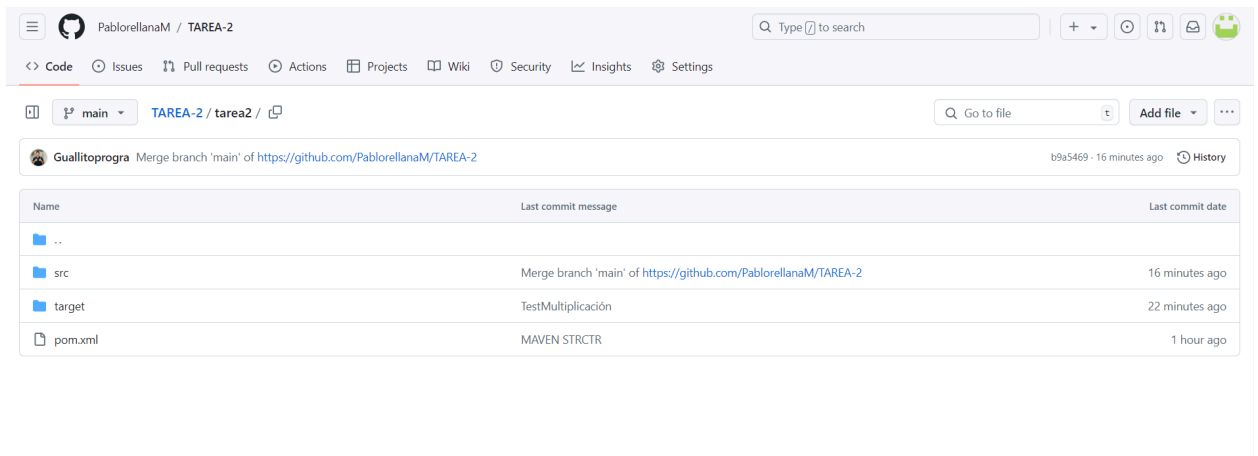 PablorellanaM / TAREA-2
Type / to search
Code Issues Pull requests Actions Projects Wiki Security Insights Settings
main TAREA-2 / tarea2 /
Go to file t Add file
Guallitoprogra Merge branch 'main' of https://github.com/PablorellanaM/TAREA-2
b9a5469 · 16 minutes ago History
Name Last commit message Last commit date
..
src Merge branch 'main' of https://github.com/PablorellanaM/TAREA-2 16 minutes ago
target TestMultiplicación 22 minutes ago
pom.xml MAVEN STRCTR 1 hour ago